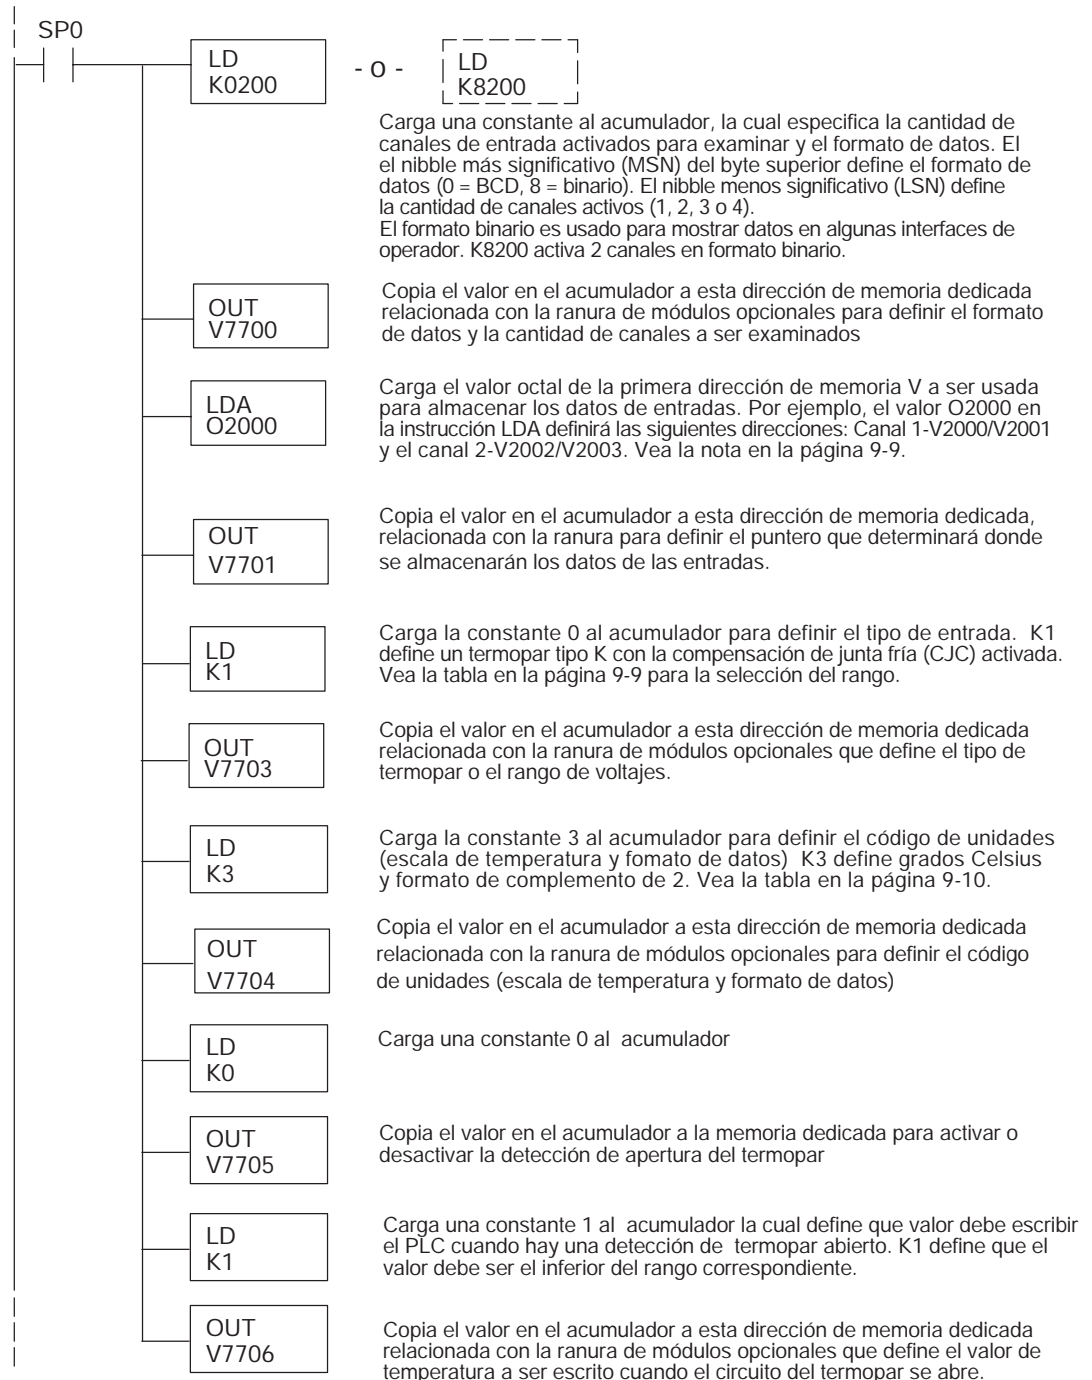 SP0
LD
K0200
- o -
LD
K8200
Carga una constante al acumulador, la cual especifica la cantidad de
canales de entrada activados para examinar y el formato de datos. El
el nibble más significativo (MSN) del byte superior define el formato de
datos (0 = BCD, 8 = binario). El nibble menos significativo (LSN) define
la cantidad de canales activos (1, 2, 3 o 4).
El formato binario es usado para mostrar datos en algunas interfaces de
operador. K8200 activa 2 canales en formato binario.
OUT
V7700
Copia el valor en el acumulador a esta dirección de memoria dedicada
relacionada con la ranura de módulos opcionales para definir el formato
de datos y la cantidad de canales a ser examinados
LDA
O2000
Carga el valor octal de la primera dirección de memoria V a ser usada
para almacenar los datos de entradas. Por ejemplo, el valor O2000 en
la instrucción LDA definirá las siguientes direcciones: Canal 1-V2000/V2001
y el canal 2-V2002/V2003. Vea la nota en la página 9-9.
OUT
V7701
Copia el valor en el acumulador a esta dirección de memoria dedicada,
relacionada con la ranura para definir el puntero que determinará donde
se almacenarán los datos de las entradas.
LD
K1
Carga la constante 0 al acumulador para definir el tipo de entrada. K1
define un termopar tipo K con la compensación de junta fría (CJC) activada.
Vea la tabla en la página 9-9 para la selección del rango.
OUT
V7703
Copia el valor en el acumulador a esta dirección de memoria dedicada
relacionada con la ranura de módulos opcionales que define el tipo de
termopar o el rango de voltajes.
LD
K3
Carga la constante 3 al acumulador para definir el código de unidades
(escala de temperatura y fomato de datos) K3 define grados Celsius
y formato de complemento de 2. Vea la tabla en la página 9-10.
OUT
V7704
Copia el valor en el acumulador a esta dirección de memoria dedicada
relacionada con la ranura de módulos opcionales para definir el código
de unidades (escala de temperatura y formato de datos)
LD
K0
Carga una constante 0 al acumulador
OUT
V7705
Copia el valor en el acumulador a la memoria dedicada para activar o
desactivar la detección de apertura del termopar
LD
K1
Carga una constante 1 al acumulador la cual define que valor debe escribir
el PLC cuando hay una detección de termopar abierto. K1 define que el
valor debe ser el inferior del rango correspondiente.
OUT
V7706
Copia el valor en el acumulador a esta dirección de memoria dedicada
relacionada con la ranura de módulos opcionales que define el valor de
temperatura a ser escrito cuando el circuito del termopar se abre.